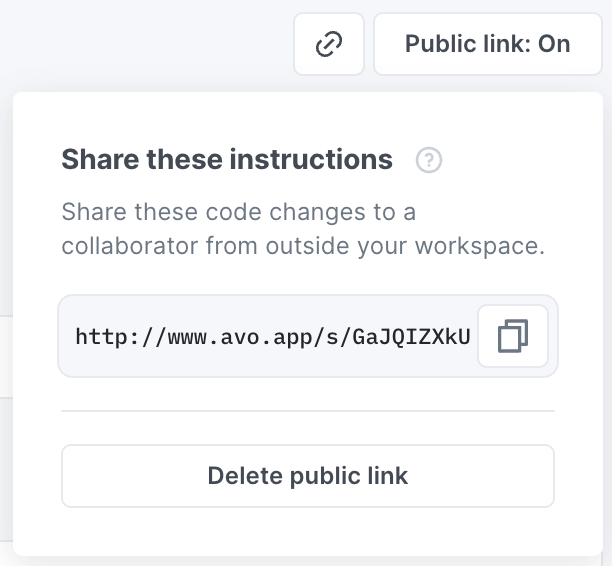 Public link: On
Share these instructions
Share these code changes to a
collaborator from outside your workspace.
http://www.avo.app/s/GaJQIZXkU
Delete public link